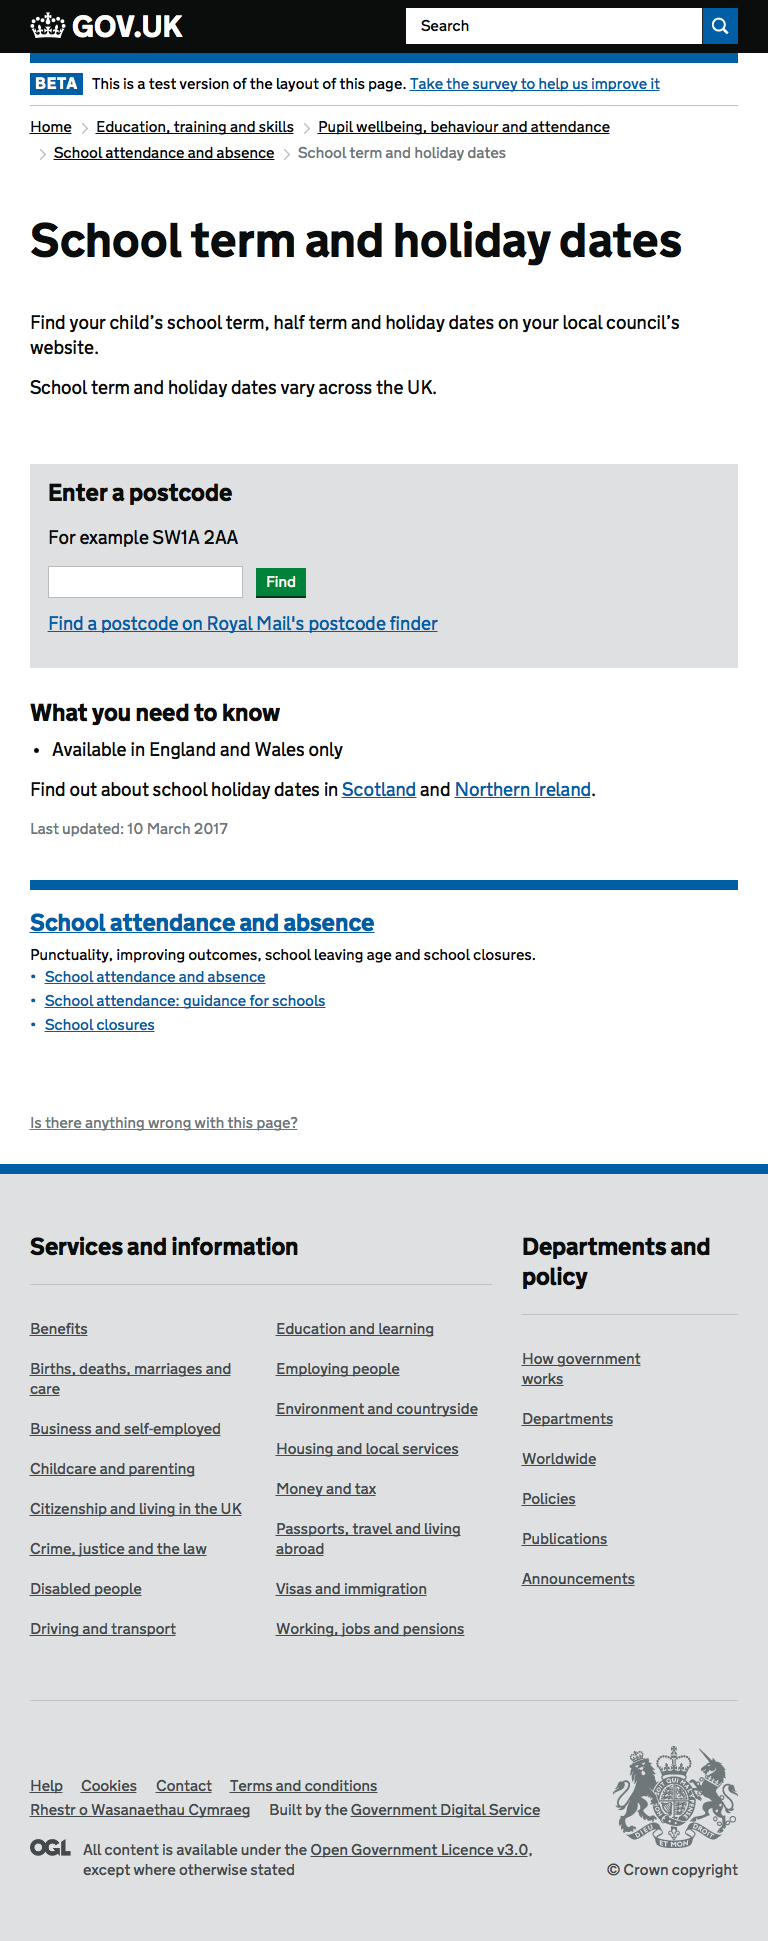 GOV.UK
Search
BETA This is a test version of the layout of this page. Take the survey to help us improve it
Home Education, training and skills Pupil wellbeing, behaviour and attendance
School attendance and absence School term and holiday dates
School term and holiday dates
Find your child’s school term, half term and holiday dates on your local council’s
website.
School term and holiday dates vary across the UK.
Enter a postcode
For example SW1A 2AA
Find
Find a postcode on Royal Mail's postcode finder
What you need to know
• Available in England and Wales only
Find out about school holiday dates in Scotland and Northern Ireland.
Last updated: 10 March 2017
School attendance and absence
Punctuality, improving outcomes, school leaving age and school closures.
• School attendance and absence
• School attendance: guidance for schools
• School closures
Is there anything wrong with this page?
Services and information
Benefits
Births, deaths, marriages and
care
Business and self-employed
Childcare and parenting
Citizenship and living in the UK
Crime, justice and the law
Disabled people
Driving and transport
Education and learning
Employing people
Environment and countryside
Housing and local services
Money and tax
Passports, travel and living
abroad
Visas and immigration
Working, jobs and pensions
Departments and
policy
How government
works
Departments
Worldwide
Policies
Publications
Announcements
Help Cookies Contact Terms and conditions
Rhestr o Wasanaethau Cymraeg Built by the Government Digital Service
OGL All content is available under the Open Government Licence v3.0,
except where otherwise stated
DIEU ET MON DROIT
© Crown copyright